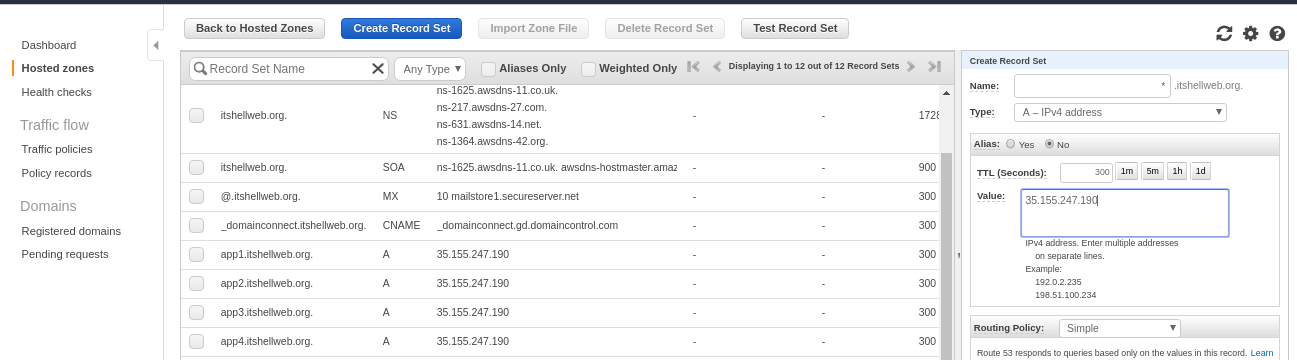 Back to Hosted Zones Create Record Set Import Zone File Delete Record Set Test Record Set
Dashboard
Hosted zones
Health checks
Traffic flow
Traffic policies
Policy records
Domains
Registered domains
Pending requests
Record Set Name Any Type Aliases Only Weighted Only Displaying 1 to 12 out of 12 Record Sets
ns-1625.awsdns-11.co.uk.
ns-217.awsdns-27.com.
itshellweb.org. NS - - 1728
ns-631.awsdns-14.net.
ns-1364.awsdns-42.org.
itshellweb.org. SOA ns-1625.awsdns-11.co.uk. awsdns-hostmaster.amaz - - 900
@.itshellweb.org. MX 10 mailstore1.secureserver.net - - 300
_domainconnect.itshellweb.org. CNAME _domainconnect.gd.domaincontrol.com - - 300
app1.itshellweb.org. A 35.155.247.190 - - 300
app2.itshellweb.org. A 35.155.247.190 - - 300
app3.itshellweb.org. A 35.155.247.190 - - 300
app4.itshellweb.org. A 35.155.247.190 - - 300
Create Record Set
Name: * .itshellweb.org.
Type: A – IPv4 address
Alias: Yes No
TTL (Seconds): 300 1m 5m 1h 1d
Value: 35.155.247.190
IPv4 address. Enter multiple addresses
on separate lines.
Example:
192.0.2.235
198.51.100.234
Routing Policy: Simple
Route 53 responds to queries based only on the values in this record. Learn